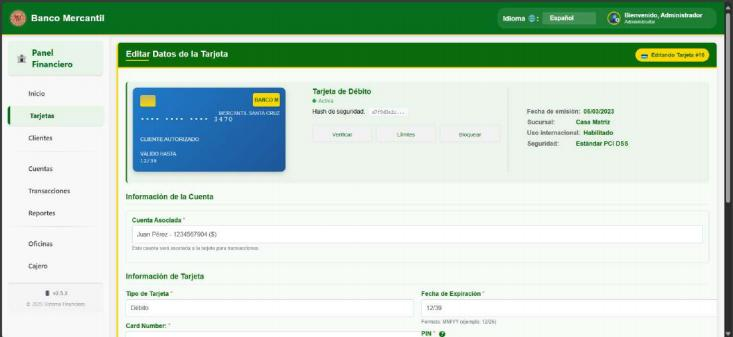 Banco Mercantil
Idioma : Español
Bienvenido, Administrador
Administrador
Panel Financiero
Inicio
Tarjetas
Clientes
Cuentas
Transacciones
Reportes
Oficinas
Cajero
v2.5.3
© 2025 Sistema Financiero
Editar Datos de la Tarjeta
Editando Tarjeta #10
BANCO M
MERCANTIL SANTA CRUZ
•••• •••• •••• 3470
CLIENTE AUTORIZADO
VÁLIDO HASTA
12/39
Tarjeta de Débito
Activa
Hash de seguridad:
Verificar
Límites
Bloquear
Fecha de emisión: 05/03/2023
Sucursal: Casa Matriz
Uso internacional: Habilitado
Seguridad: Estándar PCI DSS
Información de la Cuenta
Cuenta Asociada *
Juan Pérez - 1234567904 ($)
Esta cuenta será asociada a la tarjeta para transacciones.
Información de Tarjeta
Tipo de Tarjeta *
Débito
Fecha de Expiración *
12/39
Formato: MM/YY (ejemplo: 12/25)
Card Number: *
PIN *